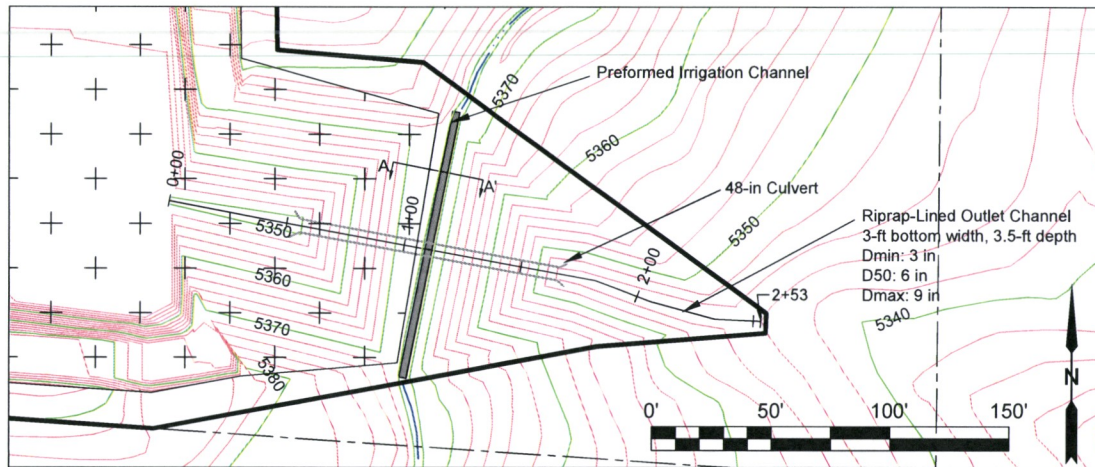 5370
Preformed Irrigation Channel
5360
0+00
A
A'
48-in Culvert
1+00
5350
Riprap-Lined Outlet Channel
3-ft bottom width, 3.5-ft depth
Dmin: 3 in
D50: 6 in
Dmax: 9 in
2+00
5350
5360
2+53
5340
5370
5380
N
0'
50'
100'
150'